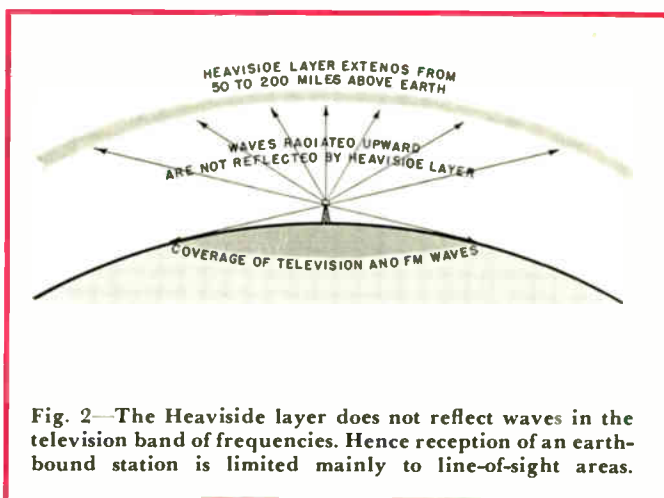 HEAVISIDE LAYER EXTENDS FROM
50 TO 200 MILES ABOVE EARTH
WAVES RADIATED UPWARD
ARE NOT REFLECTED BY HEAVISIDE LAYER
COVERAGE OF TELEVISION AND FM WAVES
Fig. 2—The Heaviside layer does not reflect waves in the
television band of frequencies. Hence reception of an earth-
bound station is limited mainly to line-of-sight areas.